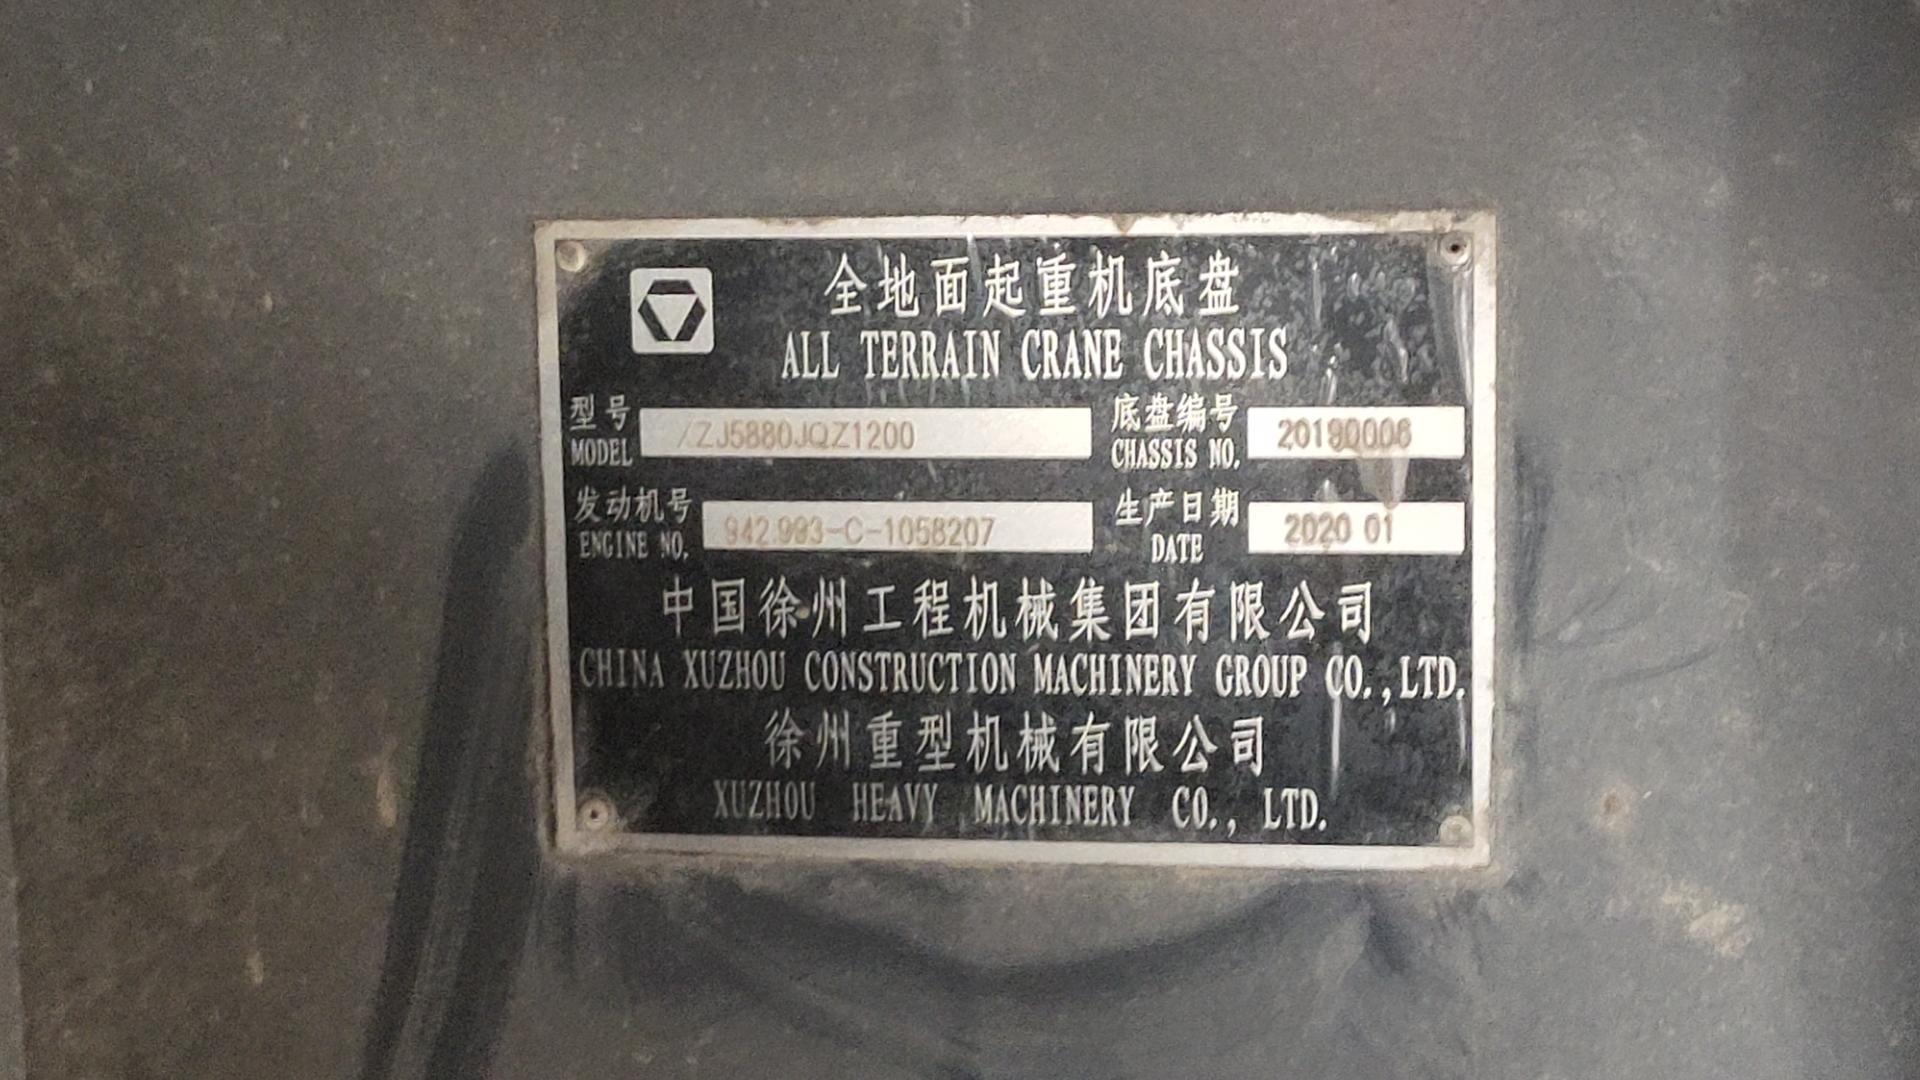 全地面起重机底盘
ALL TERRAIN CRANE CHASSIS
型号 MODEL XZJ5880JQZ1200 底盘编号 CHASSIS NO. 20190006
发动机号 ENGINE NO. 942.993-C-1058207 生产日期 DATE 2020 01
中国徐州工程机械集团有限公司
CHINA XUZHOU CONSTRUCTION MACHINERY GROUP CO.,LTD.
徐州重型机械有限公司
XUZHOU HEAVY MACHINERY CO., LTD.